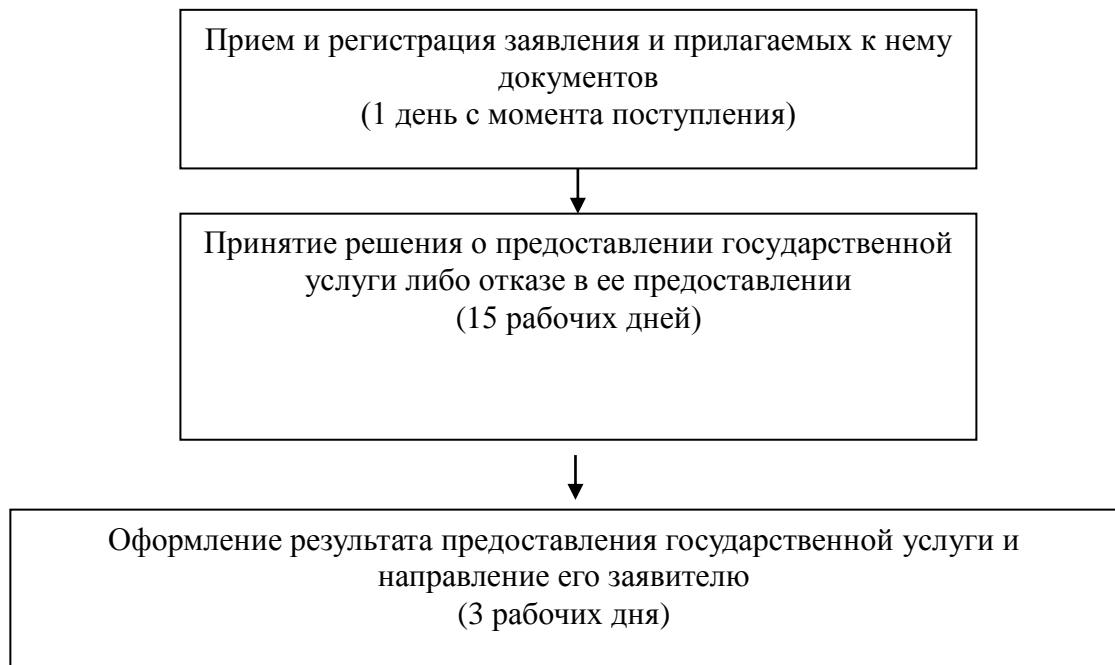 Прием и регистрация заявления и прилагаемых к нему
документов
(1 день с момента поступления)
Принятие решения о предоставлении государственной
услуги либо отказе в ее предоставлении
(15 рабочих дней)
Оформление результата предоставления государственной услуги и
направление его заявителю
(3 рабочих дня)